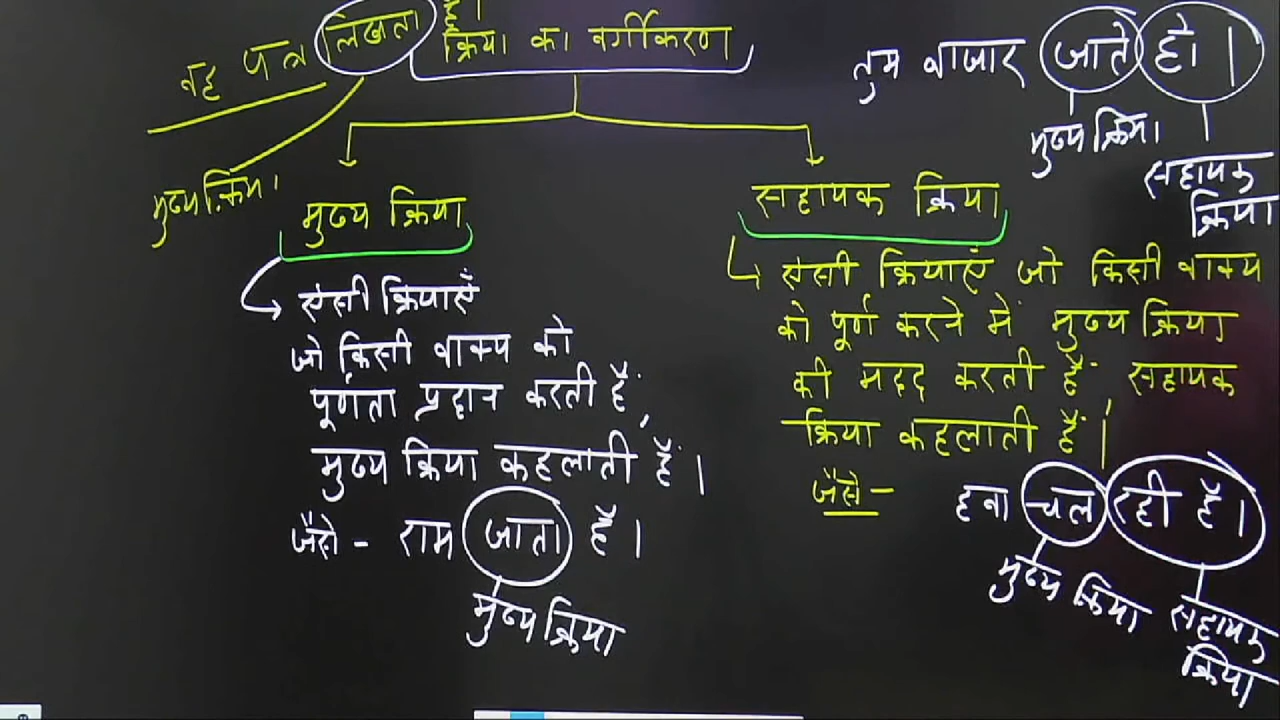 वह पत्र लिखता है।
मुख्य क्रिया
क्रिया का वर्गीकरण
तुम बाजार जाते हो।
मुख्य क्रिया
सहायक
क्रिया
मुख्य क्रिया
ऐसी क्रियाएँ
जो किसी वाक्य को
पूर्णता प्रदान करती हैं,
मुख्य क्रिया कहलाती हैं।
जैसे - राम जाता है।
मुख्य क्रिया
सहायक क्रिया
ऐसी क्रियाएँ जो किसी वाक्य
को पूर्ण करने में मुख्य क्रिया
की मदद करती हैं, सहायक
क्रिया कहलाती हैं।
जैसे - हवा चल रही है।
मुख्य क्रिया
सहायक
क्रिया